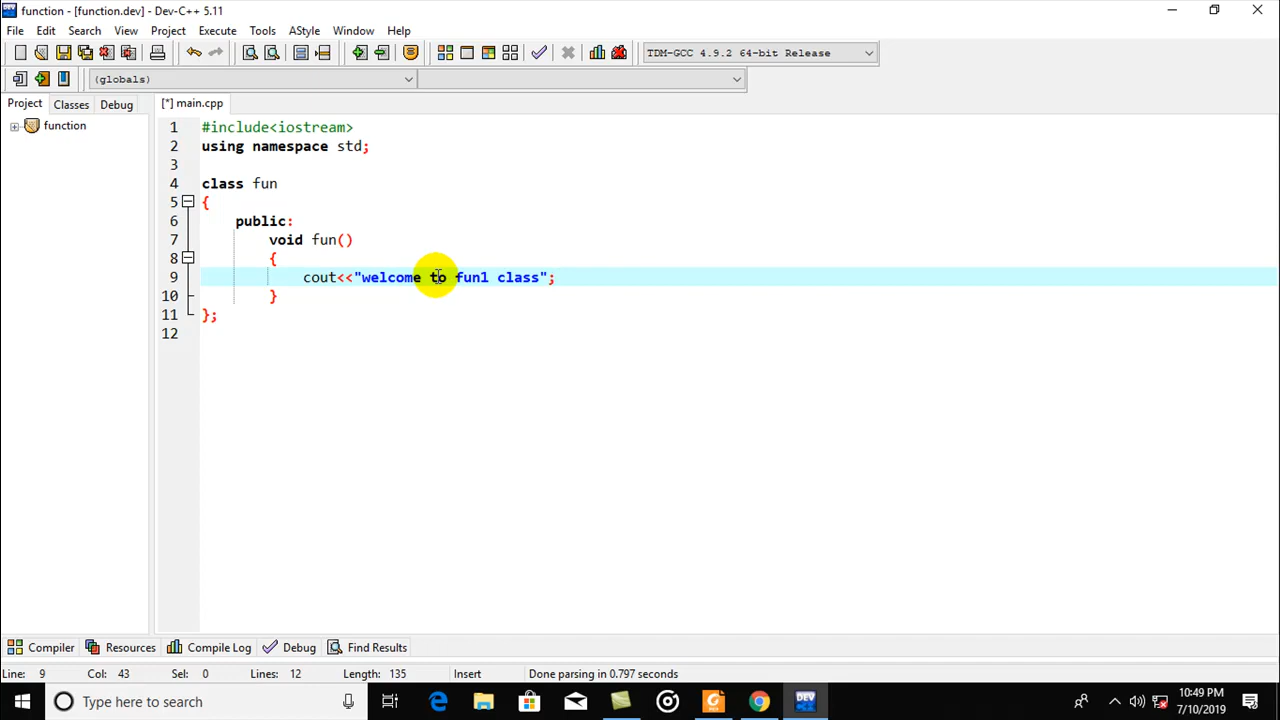 function - [function.dev] - Dev-C++ 5.11
File Edit Search View Project Execute Tools AStyle Window Help
TDM-GCC 4.9.2 64-bit Release
(globals)
Project Classes Debug [*] main.cpp
function
1 #include<iostream>
2 using namespace std;
3
4 class fun
5 {
6 public:
7 void fun()
8 {
9 cout<<"welcome to fun1 class";
10 }
11 };
12
Compiler Resources Compile Log Debug Find Results
Line: 9 Col: 43 Sel: 0 Lines: 12 Length: 135 Insert Done parsing in 0.797 seconds
Type here to search
DEV
10:49 PM
7/10/2019